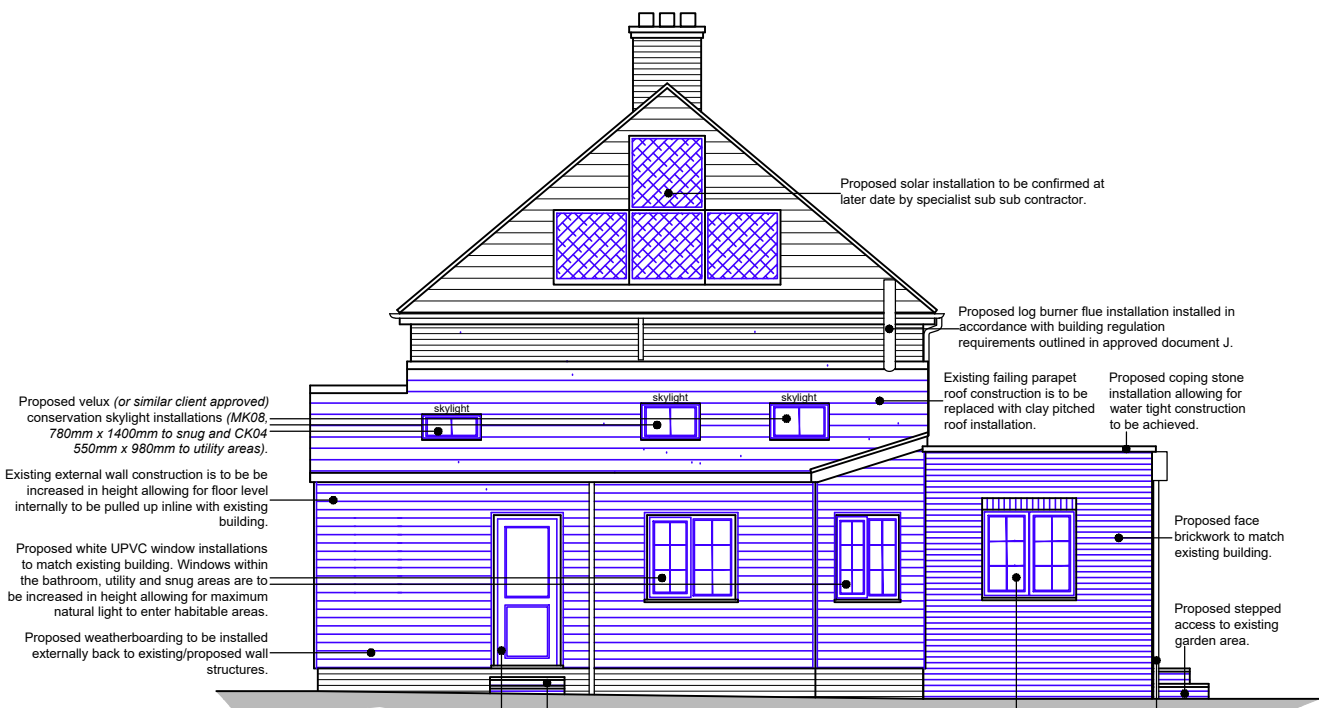 Proposed solar installation to be confirmed at
later date by specialist sub sub contractor.
Proposed log burner flue installation installed in
accordance with building regulation
requirements outlined in approved document J.
Existing failing parapet
roof construction is to be
replaced with clay pitched
roof installation.
Proposed coping stone
installation allowing for
water tight construction
to be achieved.
skylight
skylight
skylight
Proposed velux (or similar client approved)
conservation skylight installations (MK08,
780mm x 1400mm to snug and CK04
550mm x 980mm to utility areas).
Existing external wall construction is to be be
increased in height allowing for floor level
internally to be pulled up inline with existing
building.
Proposed white UPVC window installations
to match existing building. Windows within
the bathroom, utility and snug areas are to
be increased in height allowing for maximum
natural light to enter habitable areas.
Proposed weatherboarding to be installed
externally back to existing/proposed wall
structures.
Proposed face
brickwork to match
existing building.
Proposed stepped
access to existing
garden area.